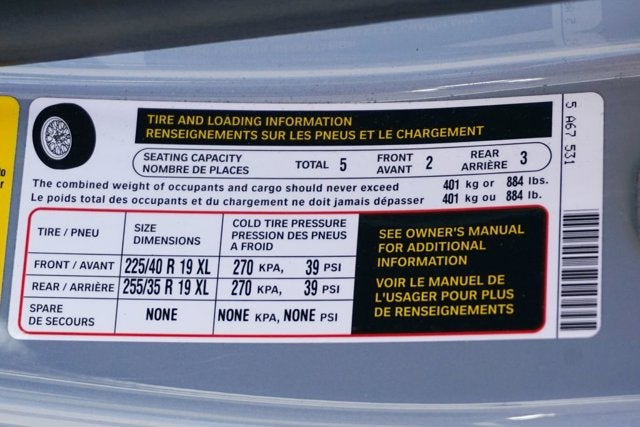 TIRE AND LOADING INFORMATION
RENSEIGNEMENTS SUR LES PNEUS ET LE CHARGEMENT
SEATING CAPACITY
NOMBRE DE PLACES
TOTAL 5
FRONT
AVANT 2
REAR
ARRIÈRE 3
The combined weight of occupants and cargo should never exceed 401 kg or 884 lbs.
Le poids total des occupants et du chargement ne doit jamais dépasser 401 kg ou 884 lb.
TIRE / PNEU
SIZE
DIMENSIONS
COLD TIRE PRESSURE
PRESSION DES PNEUS
A FROID
FRONT / AVANT 225/40 R 19 XL 270 KPA, 39 PSI
REAR / ARRIÈRE 255/35 R 19 XL 270 KPA, 39 PSI
SPARE
DE SECOURS
NONE NONE KPA, NONE PSI
SEE OWNER'S MANUAL
FOR ADDITIONAL
INFORMATION
VOIR LE MANUEL DE
L'USAGER POUR PLUS
DE RENSEIGNEMENTS
5 A67 531